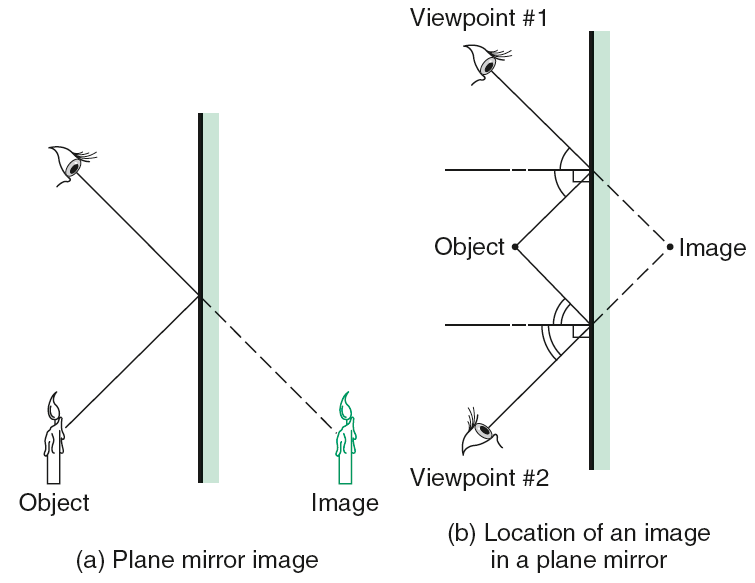 Object
Image
(a) Plane mirror image
Viewpoint #1
Object
Image
Viewpoint #2
(b) Location of an image
in a plane mirror